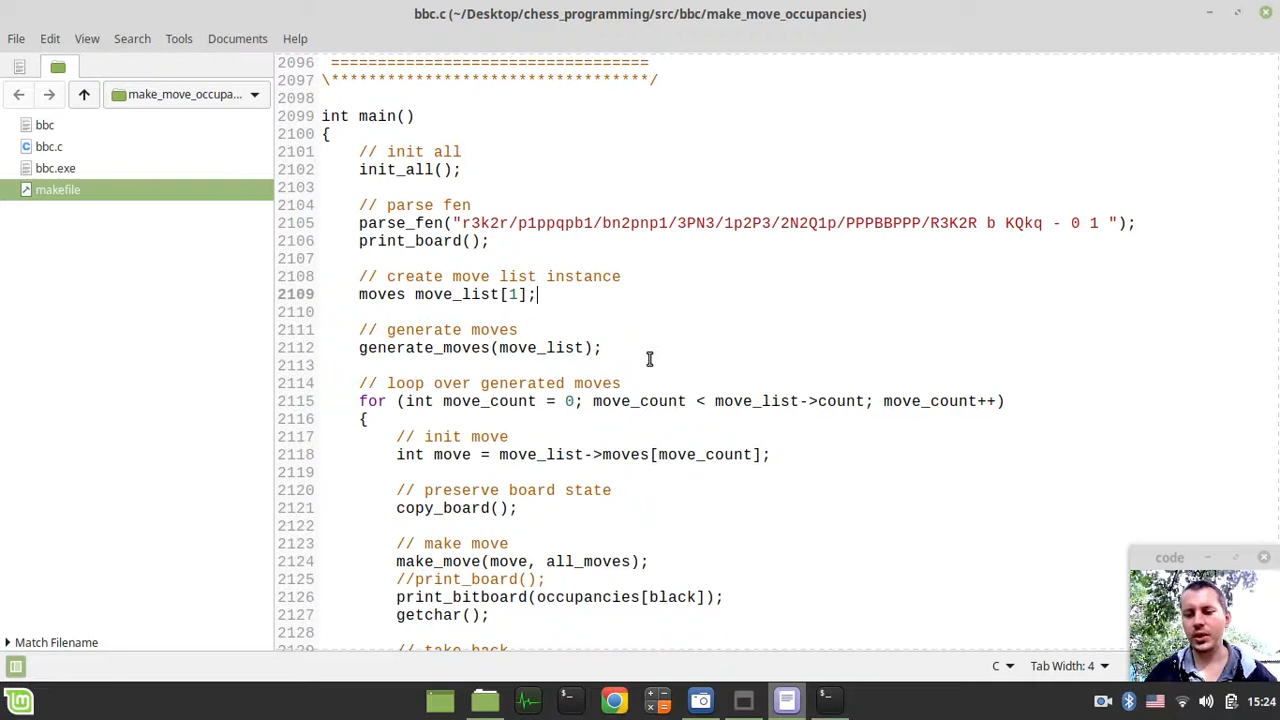 bbc.c (~/Desktop/chess_programming/src/bbc/make_move_occupancies)
File Edit View Search Tools Documents Help
make_move_occupa...
bbc
bbc.c
bbc.exe
makefile
Match Filename
2096 ==================================
2097 \**********************************/
2098
2099 int main()
2100 {
2101 // init all
2102 init_all();
2103
2104 // parse fen
2105 parse_fen("r3k2r/p1ppqpb1/bn2pnp1/3PN3/1p2P3/2N2Q1p/PPPBBPPP/R3K2R b KQkq - 0 1 ");
2106 print_board();
2107
2108 // create move list instance
2109 moves move_list[1];
2110
2111 // generate moves
2112 generate_moves(move_list);
2113
2114 // loop over generated moves
2115 for (int move_count = 0; move_count < move_list->count; move_count++)
2116 {
2117 // init move
2118 int move = move_list->moves[move_count];
2119
2120 // preserve board state
2121 copy_board();
2122
2123 // make move
2124 make_move(move, all_moves);
2125 //print_board();
2126 print_bitboard(occupancies[black]);
2127 getchar();
2128
2129 // take back
code
C Tab Width: 4
15:24